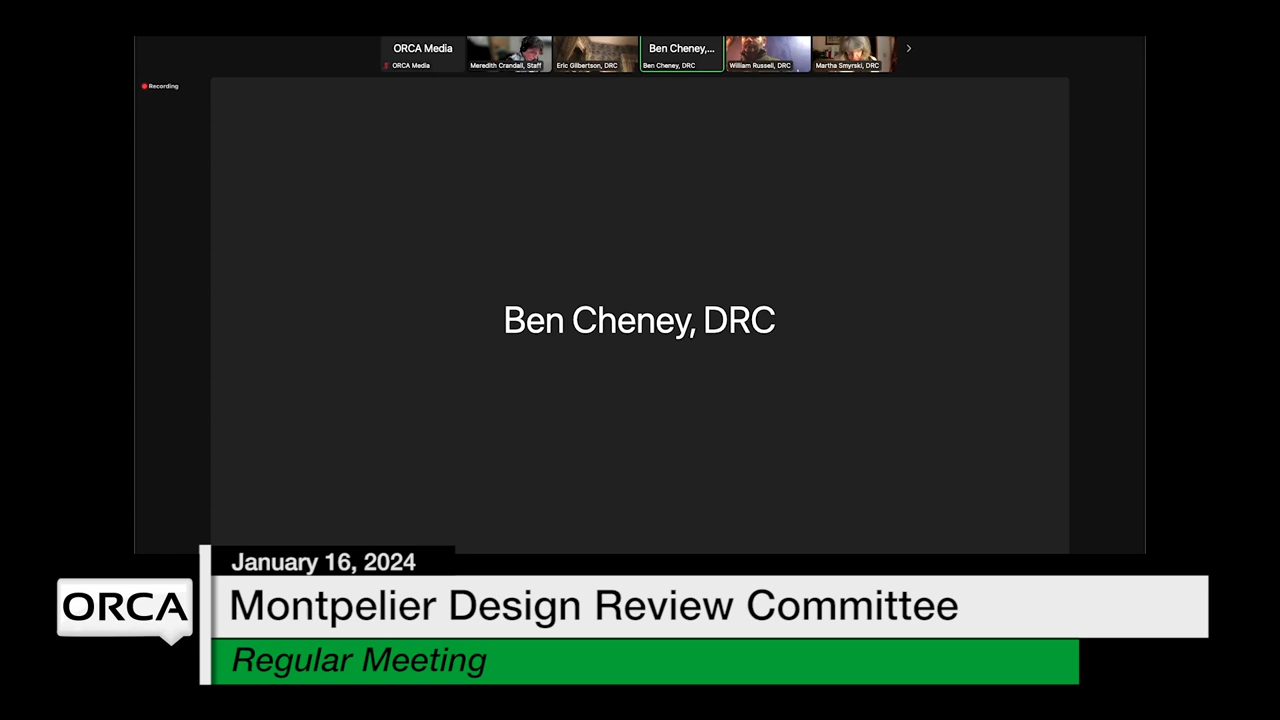 ORCA Media
Ben Cheney,...
ORCA Media
Meredith Crandall, Staff
Eric Gilbertson, DRC
Ben Cheney, DRC
William Russell, DRC
Martha Smyrski, DRC
Recording
Ben Cheney, DRC
January 16, 2024
ORCA
Montpelier Design Review Committee
Regular Meeting